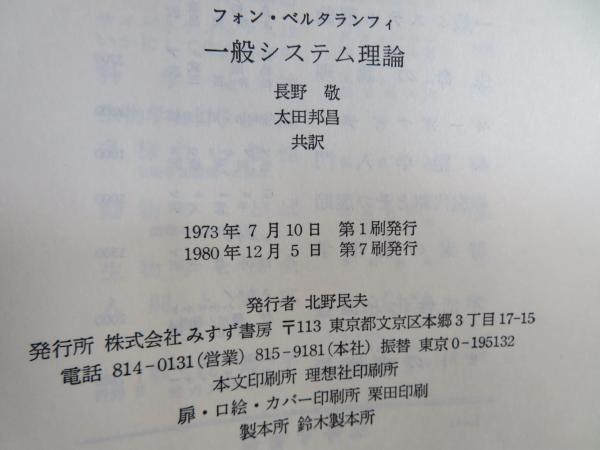 フォン・ベルタランフィ
一般システム理論
長野 敬
太田邦昌
共訳
1973年 7 月10日 第1刷発行
1980年12月 5 日 第7刷発行
発行者 北野民夫
発行所 株式会社 みすず書房 〒113 東京都文京区本郷3丁目17-15
電話 814-0131(営業) 815-9181(本社) 振替 東京0-195132
本文印刷所 理想社印刷所
扉・口絵・カバー印刷所 栗田印刷
製本所 鈴木製本所